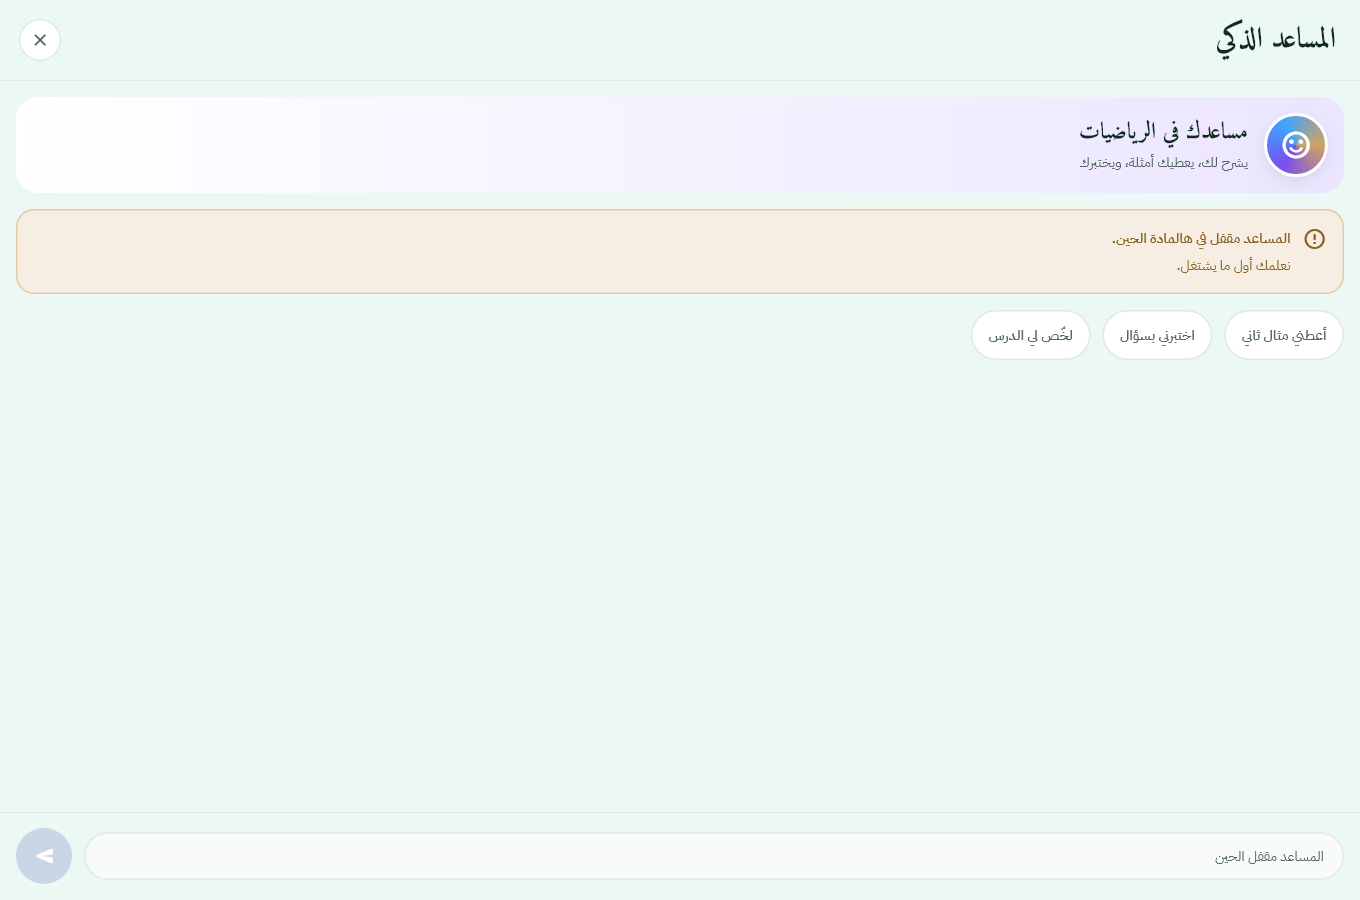 المساعد الذكي
مساعدك في الرياضيات
يشرح لك، يعطيك أمثلة، ويختبرك
المساعد مقفل في هالمادة الحين.
نعلمك أول ما يشتغل.
أعطني مثال ثاني
اختبرني بسؤال
لخّص لي الدرس
المساعد مقفل الحين